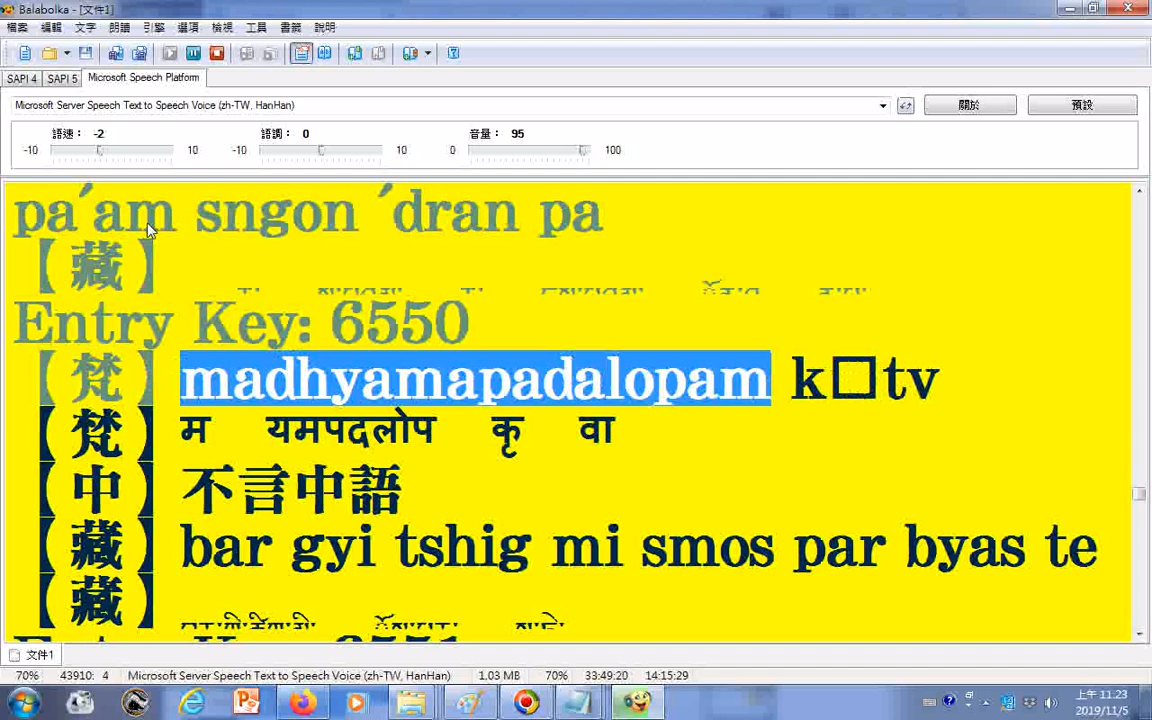 Balabolka - [文件1]
檔案 編輯 文字 朗讀 引擎 選項 檢視 工具 書籤 說明
SAPI 4 SAPI 5 Microsoft Speech Platform
Microsoft Server Speech Text to Speech Voice (zh-TW, HanHan) 關於 預設
語速： -2 語調： 0 音量： 95
-10 10 -10 10 0 100
pa´am sngon ´dran pa
【藏】
Entry Key: 6550
【梵】 madhyamapadalopam k□tv
【梵】 म यमपदलोप कृ वा
【中】 不言中語
【藏】 bar gyi tshig mi smos par byas te
【藏】
文件1
70% 43910: 4 Microsoft Server Speech Text to Speech Voice (zh-TW, HanHan) 1.03 MB 70% 33:49:20 14:15:29
上午 11:23
2019/11/5